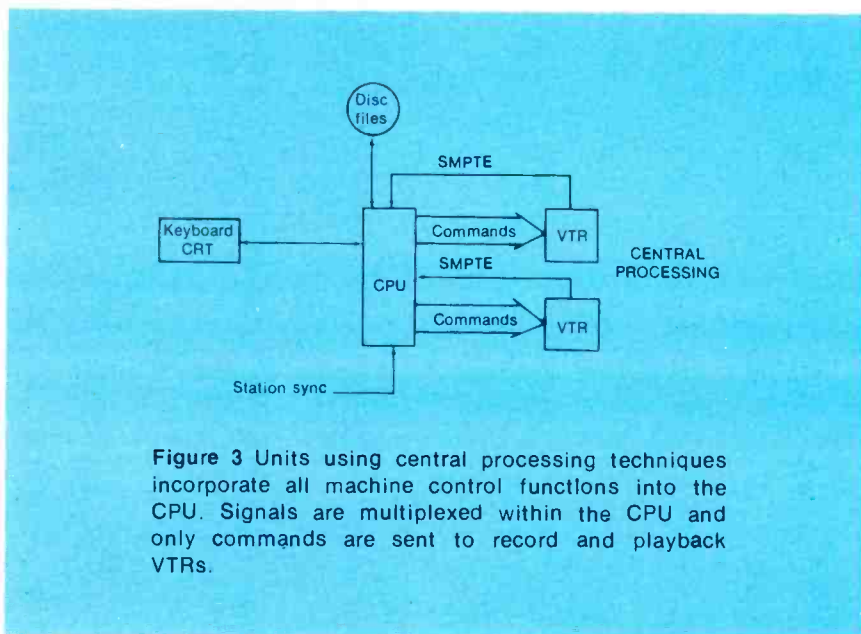 Disc
files
SMPTE
Keyboard
CRT
Commands
VTR
CENTRAL
PROCESSING
SMPTE
CPU
Commands
VTR
Station sync
Figure 3 Units using central processing techniques
incorporate all machine control functions into the
CPU. Signals are multiplexed within the CPU and
only commands are sent to record and playback
VTRs.